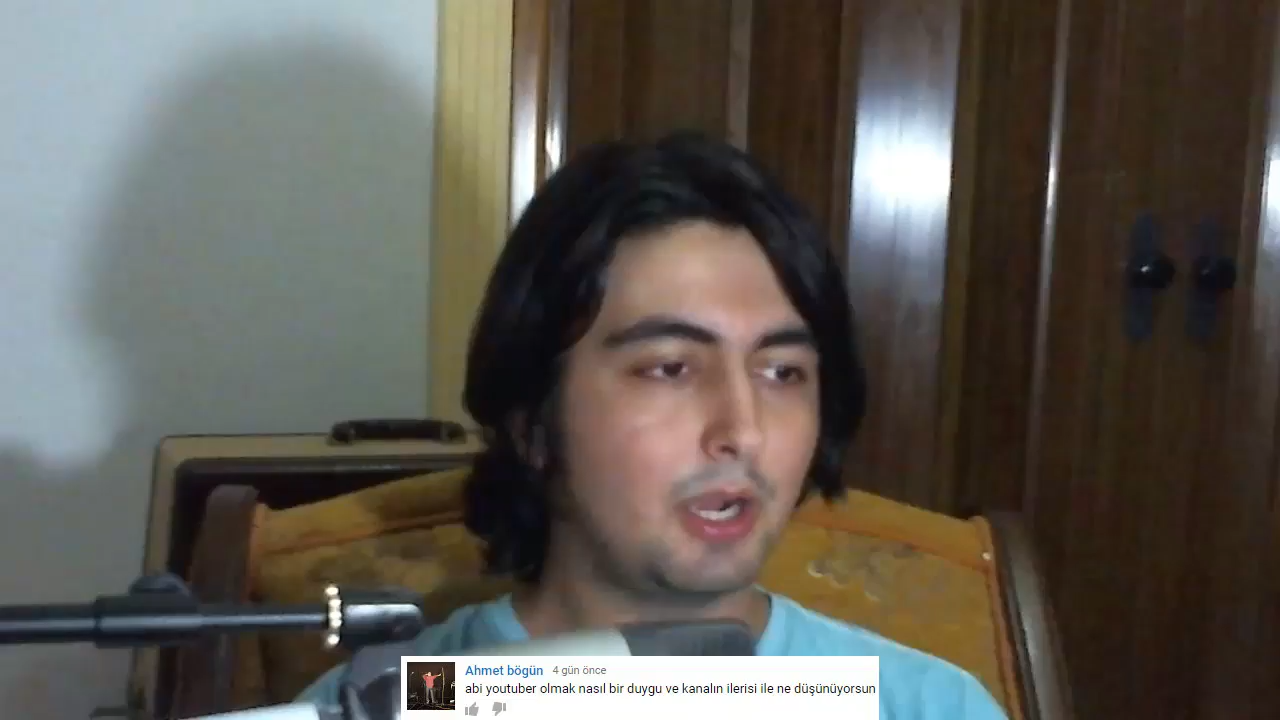 Ahmet bögün 4 gün önce
abi youtuber olmak nasıl bir duygu ve kanalın ilerisi ile ne düşünüyorsun